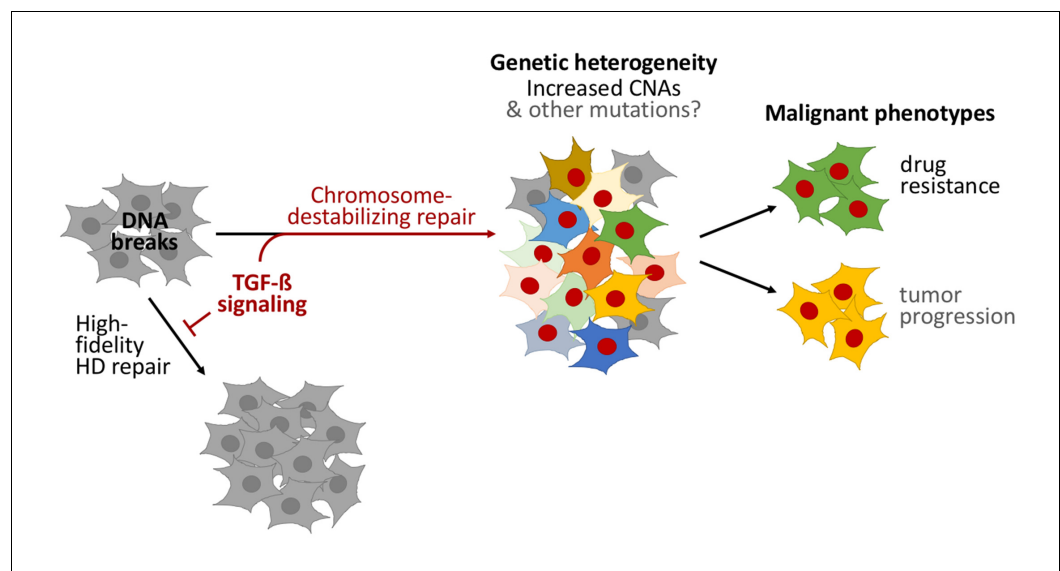 Genetic heterogeneity
Increased CNAs
& other mutations?
Malignant phenotypes
drug
resistance
Chromosome-
destabilizing repair
DNA
breaks
TGF-ß
signaling
High-
fidelity
HD repair
tumor
progression